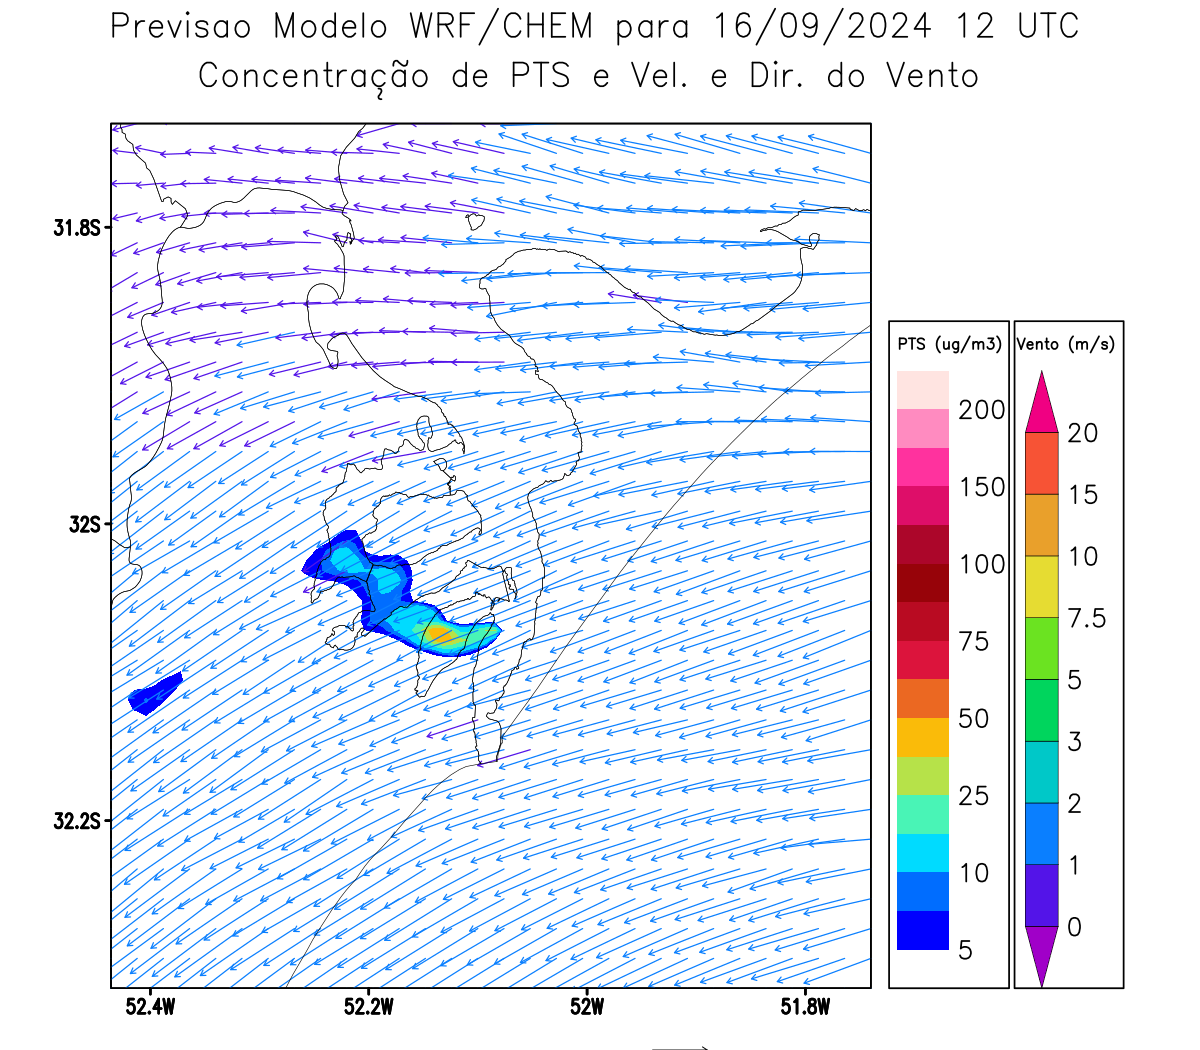 Previsao Modelo WRF/CHEM para 16/09/2024 12 UTC
Concentração de PTS e Vel. e Dir. do Vento
31.8S
32S
32.2S
52.4W 52.2W 52W 51.8W
PTS (ug/m3)
200
150
100
75
50
25
10
5
Vento (m/s)
20
15
10
7.5
5
3
2
1
0